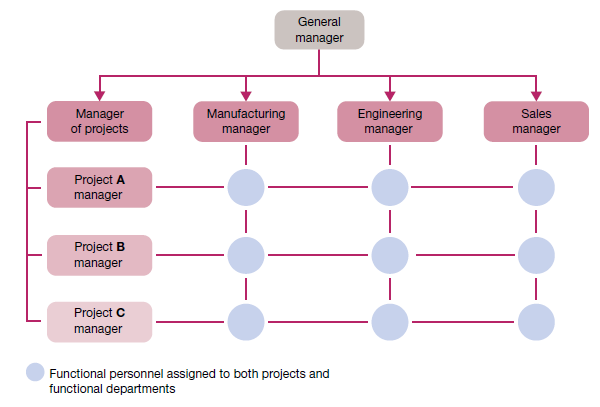 General
manager
Manager
of projects
Manufacturing
manager
Engineering
manager
Sales
manager
Project A
manager
Project B
manager
Project C
manager
Functional personnel assigned to both projects and
functional departments